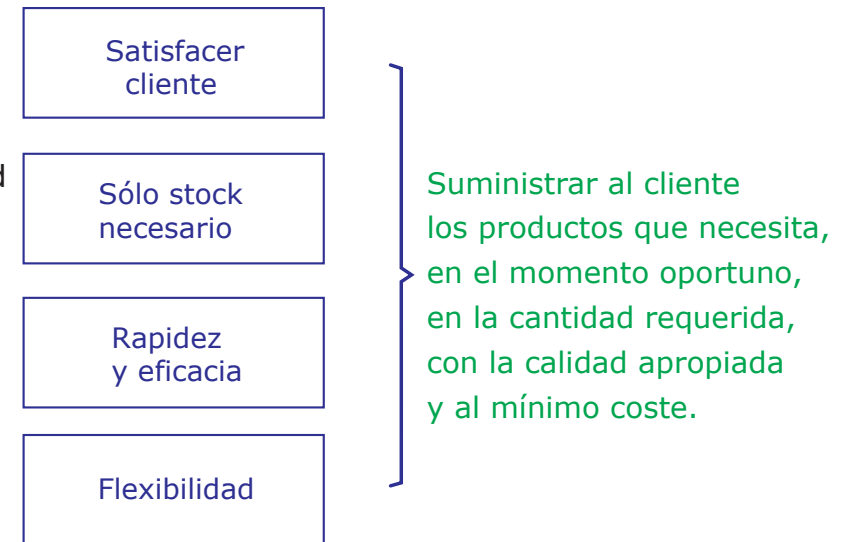 Satisfacer
cliente
Sólo stock
necesario
Rapidez
y eficacia
Flexibilidad
Suministrar al cliente
los productos que necesita,
en el momento oportuno,
en la cantidad requerida,
con la calidad apropiada
y al mínimo coste.